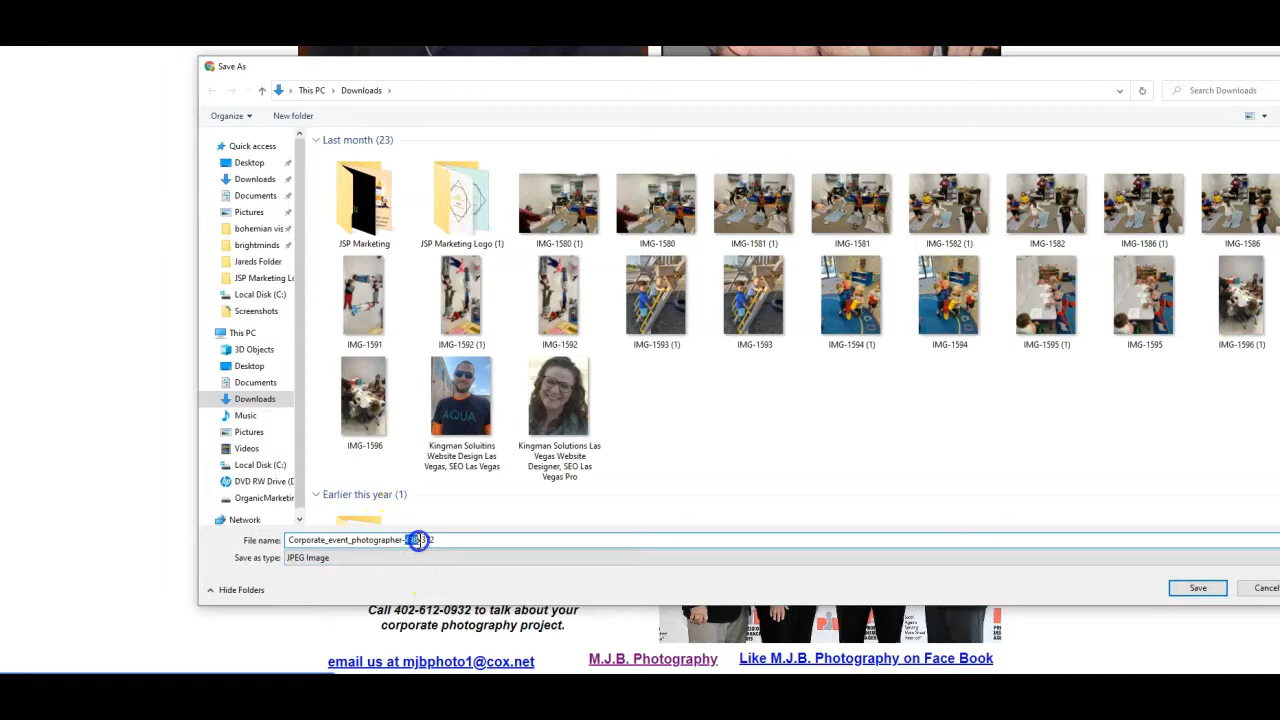 Save As
This PC
Downloads
Search Downloads
Organize
New folder
Quick access
Desktop
Downloads
Documents
Pictures
bohemian vis
brightminds
Jareds Folder
JSP Marketing Lo
Local Disk (C:)
Screenshots
This PC
3D Objects
Desktop
Documents
Downloads
Music
Pictures
Videos
Local Disk (C:)
DVD RW Drive (D
OrganicMarketin
Network
Last month (23)
JSP Marketing
JSP Marketing Logo (1)
IMG-1580 (1)
IMG-1580
IMG-1581 (1)
IMG-1581
IMG-1582 (1)
IMG-1582
IMG-1586 (1)
IMG-1586
IMG-1591
IMG-1592 (1)
IMG-1592
IMG-1593 (1)
IMG-1593
IMG-1594 (1)
IMG-1594
IMG-1595 (1)
IMG-1595
IMG-1596 (1)
AQUA
IMG-1596
Kingman Soluitins
Website Design Las
Vegas, SEO Las Vegas
Kingman Solutions Las
Vegas Website
Designer, SEO Las
Vegas Pro
Earlier this year (1)
File name:
Corporate_event_photographer-
Save as type:
JPEG Image
Hide Folders
Save
Cancel
Call 402-612-0932 to talk about your
corporate photography project.
email us at mjbphoto1@cox.net
M.J.B. Photography
Like M.J.B. Photography on Face Book